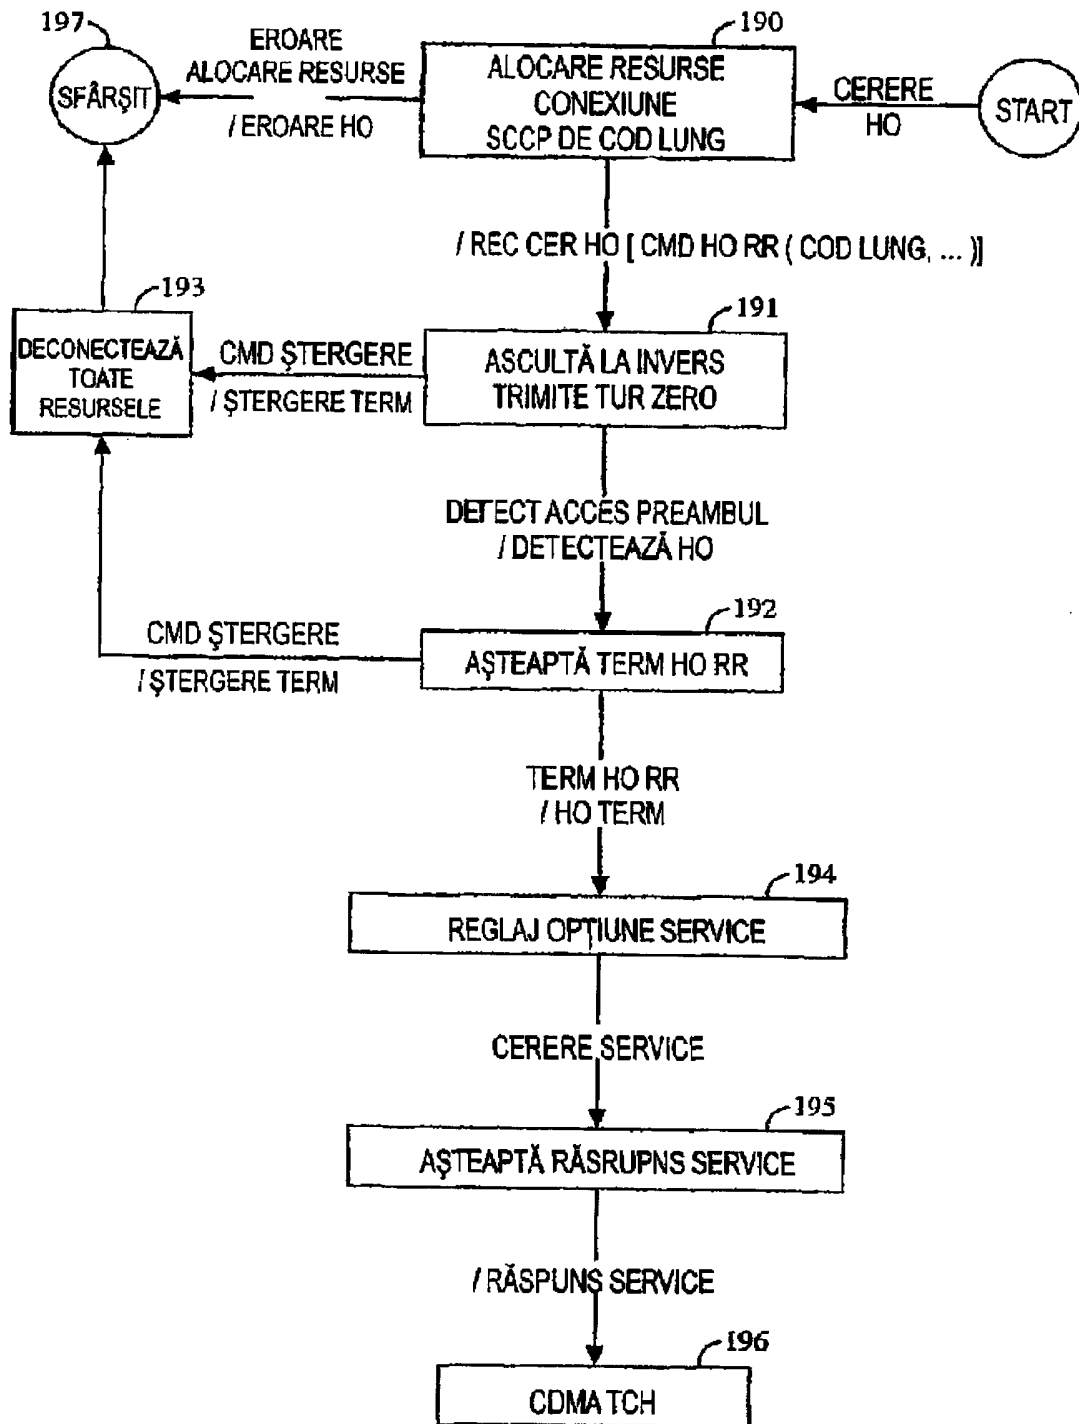 197
190
EROARE
ALOCARE RESURSE
/ EROARE HO
SFÂRŞIT
ALOCARE RESURSE
CONEXIUNE
SCCP DE COD LUNG
CERERE
HO
START
/ REC CER HO [ CMD HO RR ( COD LUNG, ... )]
193
191
DECONECTEAZĂ
TOATE
RESURSELE
CMD ŞTERGERE
/ ŞTERGERE TERM
ASCULTĂ LA INVERS
TRIMITE TUR ZERO
DETECT ACCES PREAMBUL
/ DETECTEAZĂ HO
192
CMD ŞTERGERE
/ ŞTERGERE TERM
AŞTEAPTĂ TERM HO RR
TERM HO RR
/ HO TERM
194
REGLAJ OPŢIUNE SERVICE
CERERE SERVICE
195
AŞTEAPTĂ RĂSRUPNS SERVICE
/ RĂSPUNS SERVICE
196
CDMA TCH